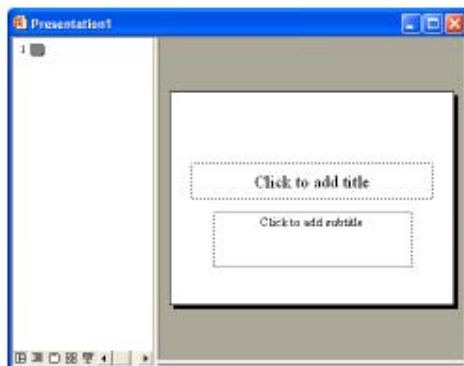 Presentation1
1
Click to add title
Click to add subtitle